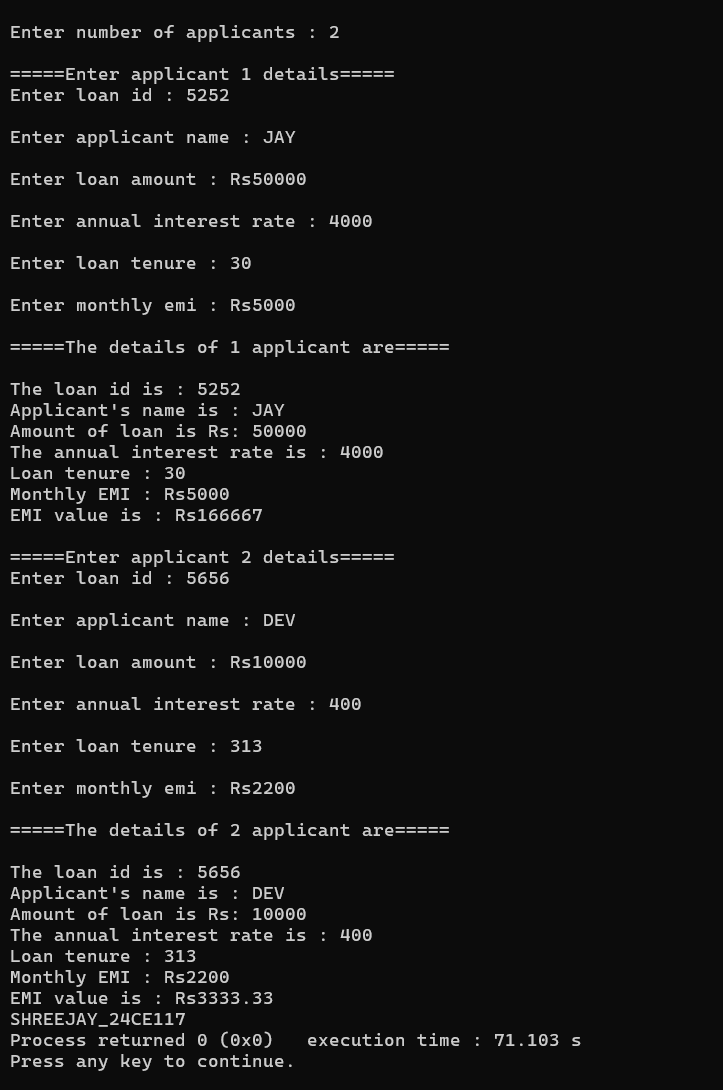 Enter number of applicants : 2
=====Enter applicant 1 details=====
Enter loan id : 5252
Enter applicant name : JAY
Enter loan amount : Rs50000
Enter annual interest rate : 4000
Enter loan tenure : 30
Enter monthly emi : Rs5000
=====The details of 1 applicant are=====
The loan id is : 5252
Applicant's name is : JAY
Amount of loan is Rs: 50000
The annual interest rate is : 4000
Loan tenure : 30
Monthly EMI : Rs5000
EMI value is : Rs166667
=====Enter applicant 2 details=====
Enter loan id : 5656
Enter applicant name : DEV
Enter loan amount : Rs10000
Enter annual interest rate : 400
Enter loan tenure : 313
Enter monthly emi : Rs2200
=====The details of 2 applicant are=====
The loan id is : 5656
Applicant's name is : DEV
Amount of loan is Rs: 10000
The annual interest rate is : 400
Loan tenure : 313
Monthly EMI : Rs2200
EMI value is : Rs3333.33
SHREEJAY_24CE117
Process returned 0 (0x0)   execution time : 71.103 s
Press any key to continue.